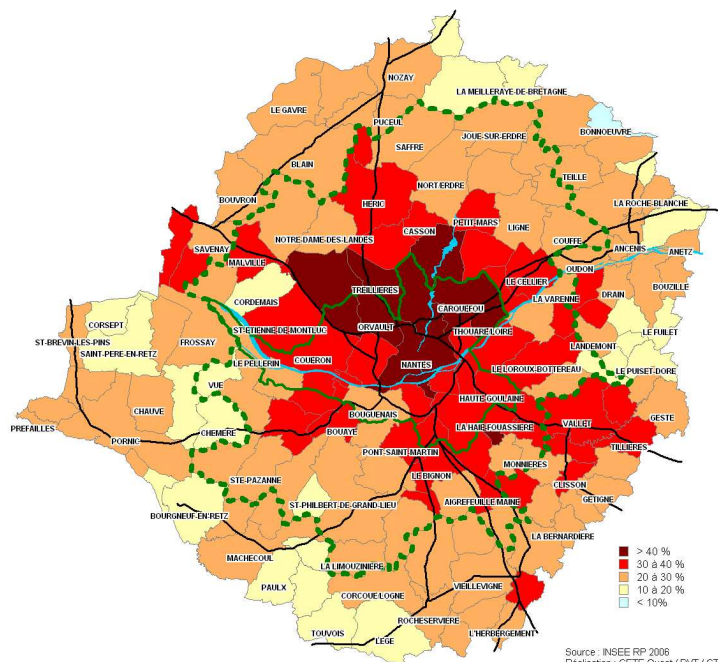 NOZAY
LA MEILLERAYE-DE-BRETAGNE
LE GAVRE
PUCEUL
BONNOEUVRE
JOUE-SUR-ERDRE
SAFFRE
BLAIN
TEILLE
NORT/ERDRE
BOUVRON
HERIC
LA ROCHE-BLANCHE
PETIT-MARS
CASSON
LIGNE
NOTRE-DAME-DES-LANDES
COUFFE
SAVENAY
ANCENIS
ANETZ
MALVILLE
OUDON
LE CELLIER
BOUZILLE
TREILLIERES
DRAIN
CORDEMAIS
LA VARENNE
CARQUEFOU
CORSEPT
ST-ETIENNE-DE-MONTLUC
ORVAULT
THOUARE/LOIRE
LE FUILET
ST-BREVIN-LES-PINS
FROSSAY
LANDEMONT
SAINT-PERE-EN-RETZ
COUERON
LE PELLERIN
NANTES
LE LOROUX-BOTTEREAU
LE PUISET-DORE
VUE
HAUTE-GOULAINE
CHAUVE
BOUGUENAIS
GESTE
PREFAILLES
CHEMERE
VALLET
LA HAIE-FOUASSIERE
PORNIC
BOUAYE
TILLIERES
PONT-SAINT-MARTIN
MONNIERES
LE BIGNON
STE-PAZANNE
CLISSON
AIGREFEUILLE/MAINE
GETIGNE
ST-PHILBERT-DE-GRAND-LIEU
BOURGNEUF-EN-RETZ
LA BERNARDIERE
MACHECOUL
LA LIMOUZINIERE
PAULX
VIEILLEVIGNE
CORCOUE/LOGNE
ROCHESERVIERE
TOUVOIS
L'HERBERGEMENT
LEGE
> 40 %
30 à 40 %
20 à 30 %
10 à 20 %
< 10%
Source : INSEE RP 2006